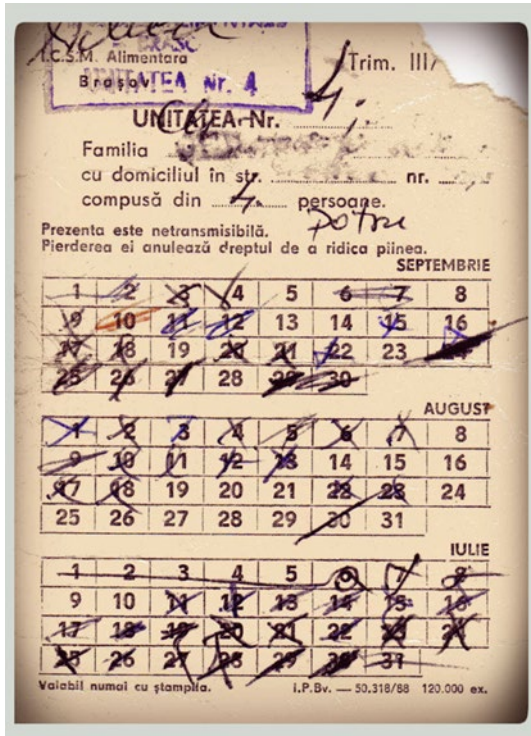 I.C.S.M. Alimentara
Brașov
UNITATEA Nr. 4
Trim. III/
UNITATEA Nr. 4
Familia
cu domiciliul în str. nr.
compusă din 4 persoane.
patru
Prezenta este netransmisibilă.
Pierderea ei anulează dreptul de a ridica pîinea.
SEPTEMBRIE
1 2 3 4 5 6 7 8
9 10 11 12 13 14 15 16
17 18 19 20 21 22 23 24
25 26 27 28 29 30
AUGUST
1 2 3 4 5 6 7 8
9 10 11 12 13 14 15 16
17 18 19 20 21 22 23 24
25 26 27 28 29 30 31
IULIE
1 2 3 4 5 6 7 8
9 10 11 12 13 14 15 16
17 18 19 20 21 22 23 24
25 26 27 28 29 30 31
Valabil numai cu ștampila. I.P.Bv. — 50.318/88 120.000 ex.